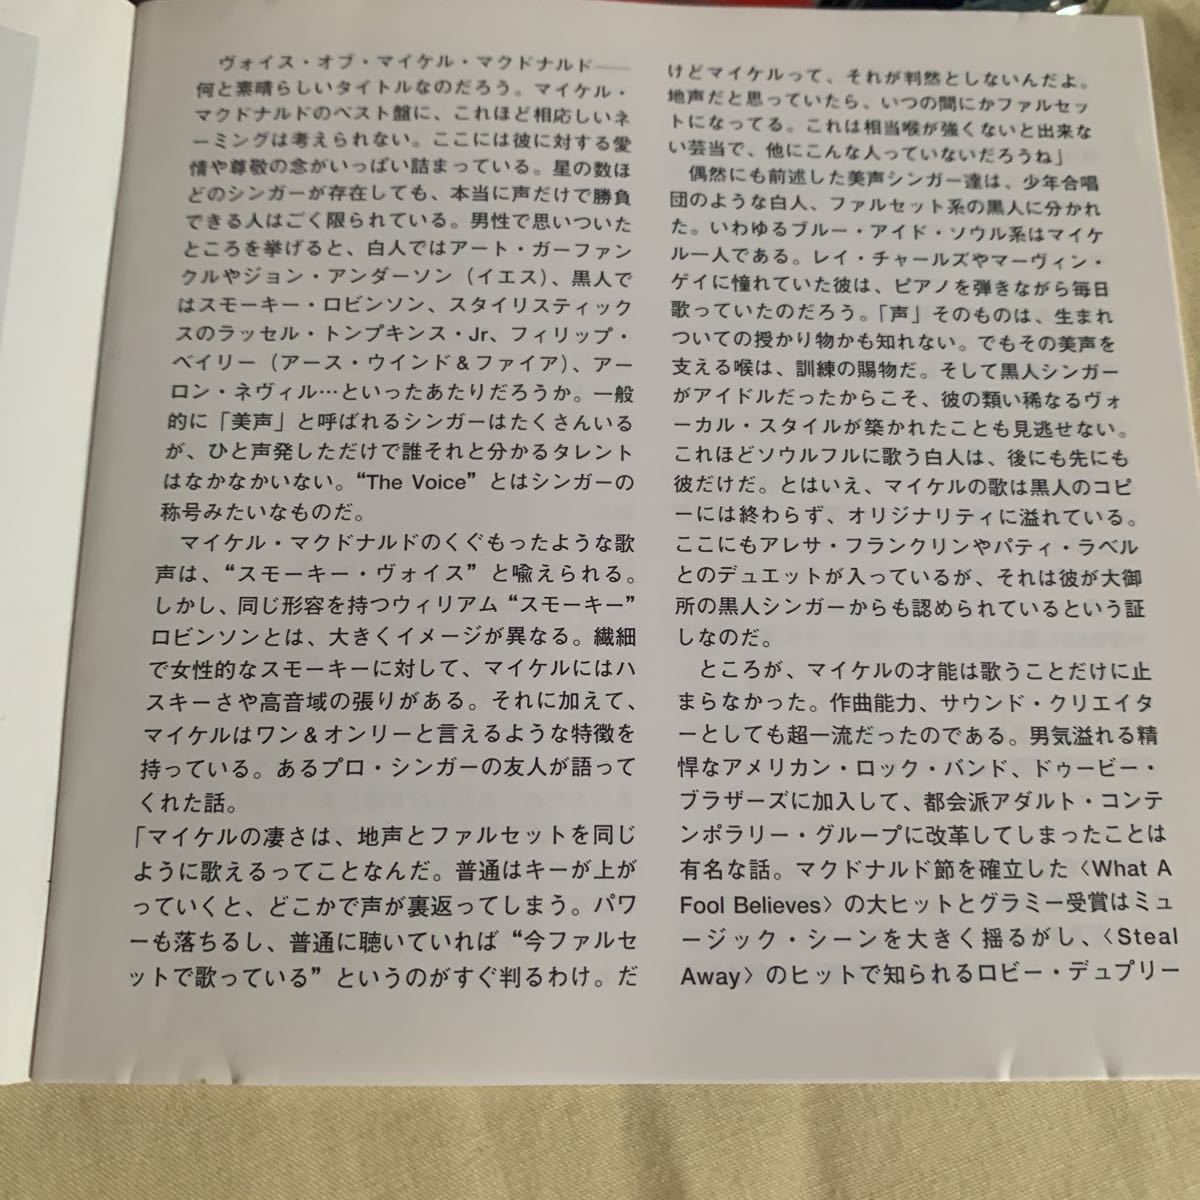 ヴォイス・オブ・マイケル・マクドナルド――
何と素晴らしいタイトルなのだろう。マイケル・
マクドナルドのベスト盤に、これほど相応しいネ
ーミングは考えられない。ここには彼に対する愛
情や尊敬の念がいっぱい詰まっている。星の数ほ
どのシンガーが存在しても、本当に声だけで勝負
できる人はごく限られている。男性で思いついた
ところを挙げると、白人ではアート・ガーファン
クルやジョン・アンダーソン（イエス）、黒人で
はスモーキー・ロビンソン、スタイリスティック
スのラッセル・トンプキンス・Jr、フィリップ・
ベイリー（アース・ウインド＆ファイア）、アー
ロン・ネヴィル…といったあたりだろうか。一般
的に「美声」と呼ばれるシンガーはたくさんいる
が、ひと声発しただけで誰それと分かるタレント
はなかなかいない。“The Voice”とはシンガーの
称号みたいなものだ。
マイケル・マクドナルドのくぐもったような歌
声は、“スモーキー・ヴォイス”と喩えられる。
しかし、同じ形容を持つウィリアム“スモーキー”
ロビンソンとは、大きくイメージが異なる。繊細
で女性的なスモーキーに対して、マイケルにはハ
スキーさや高音域の張りがある。それに加えて、
マイケルはワン＆オンリーと言えるような特徴を
持っている。あるプロ・シンガーの友人が語って
くれた話。
「マイケルの凄さは、地声とファルセットを同じ
ように歌えるってことなんだ。普通はキーが上が
っていくと、どこかで声が裏返ってしまう。パワ
ーも落ちるし、普通に聴いていれば“今ファルセ
ットで歌っている”というのがすぐ判るわけ。だ
けどマイケルって、それが判然としないんだよ。
地声だと思っていたら、いつの間にかファルセッ
トになってる。これは相当喉が強くないと出来な
い芸当で、他にこんな人っていないだろうね」
偶然にも前述した美声シンガー達は、少年合唱
団のような白人、ファルセット系の黒人に分かれ
た。いわゆるブルー・アイド・ソウル系はマイケ
ル一人である。レイ・チャールズやマーヴィン・
ゲイに憧れていた彼は、ピアノを弾きながら毎日
歌っていたのだろう。「声」そのものは、生まれ
ついての授かり物かも知れない。でもその美声を
支える喉は、訓練の賜物だ。そして黒人シンガー
がアイドルだったからこそ、彼の類い稀なるヴォ
ーカル・スタイルが築かれたことも見逃せない。
これほどソウルフルに歌う白人は、後にも先にも
彼だけだ。とはいえ、マイケルの歌は黒人のコピ
ーには終わらず、オリジナリティに溢れている。
ここにもアレサ・フランクリンやパティ・ラベル
とのデュエットが入っているが、それは彼が大御
所の黒人シンガーからも認められているという証
しなのだ。
ところが、マイケルの才能は歌うことだけに止
まらなかった。作曲能力、サウンド・クリエイタ
ーとしても超一流だったのである。男気溢れる精
悍なアメリカン・ロック・バンド、ドゥービー・
ブラザーズに加入して、都会派アダルト・コンテ
ンポラリー・グループに改革してしまったことは
有名な話。マクドナルド節を確立した〈What A
Fool Believes〉の大ヒットとグラミー受賞はミュ
ージック・シーンを大きく揺るがし、〈Steal
Away〉のヒットで知られるロビー・デュプリー